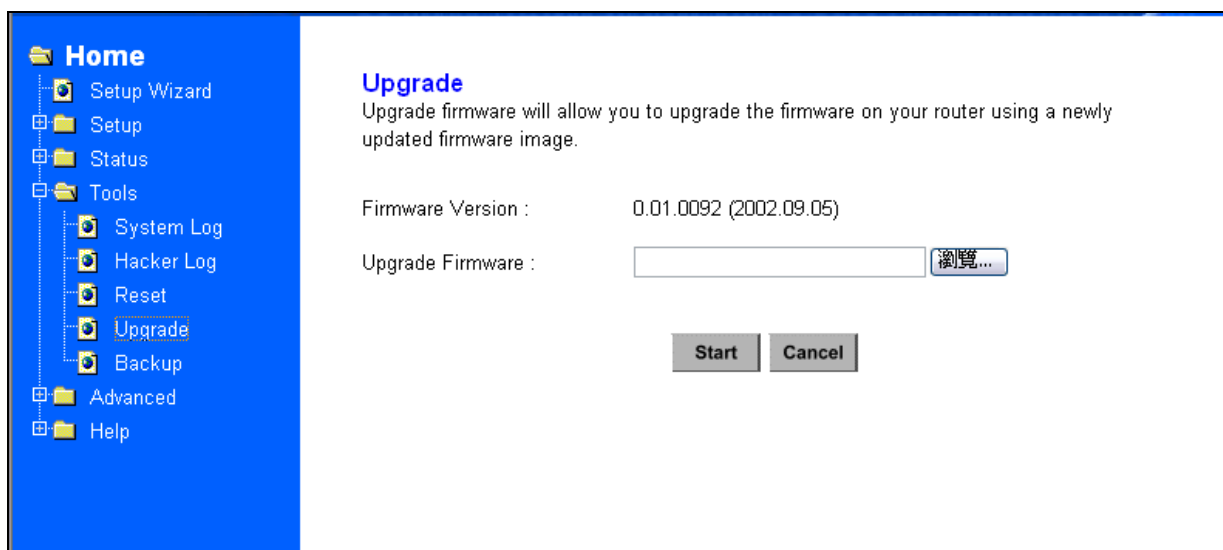 Home
Setup Wizard
Setup
Status
Tools
System Log
Hacker Log
Reset
Upgrade
Backup
Advanced
Help
Upgrade
Upgrade firmware will allow you to upgrade the firmware on your router using a newly
updated firmware image.
Firmware Version : 0.01.0092 (2002.09.05)
Upgrade Firmware : 瀏覽...
Start Cancel